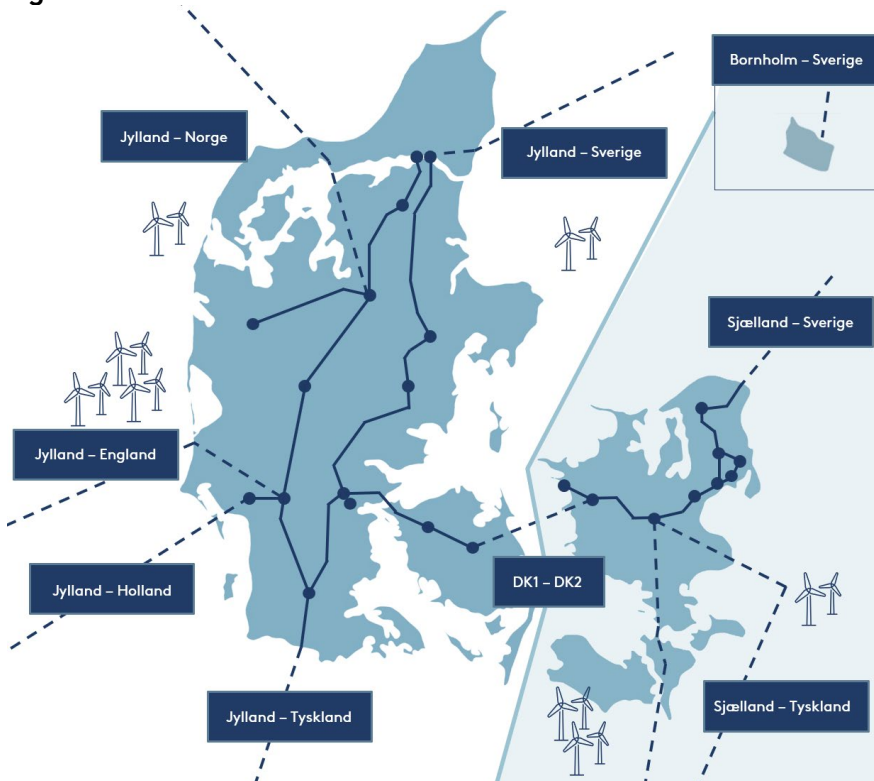 Bornholm – Sverige
Jylland – Norge
Jylland – Sverige
Sjælland – Sverige
Jylland – England
Jylland – Holland
DK1 – DK2
Jylland – Tyskland
Sjælland – Tyskland